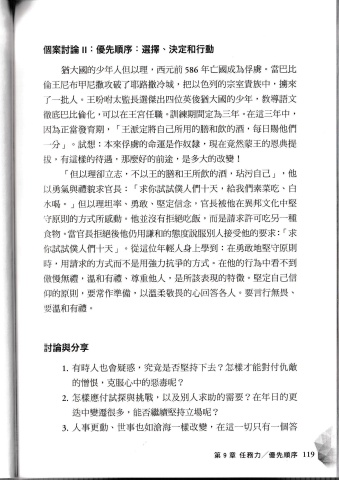 個案討論 II：優先順序：選擇、決定和行動
猶大國的少年人但以理，西元前 586 年亡國成為俘虜。當巴比
倫王尼布甲尼撒攻破了耶路撒冷城，把以色列的宗室貴族中，擄來
了一批人。王吩咐太監長選傑出四位英俊猶大國的少年，教導語文
徹底巴比倫化，可以在王宮任職。訓練期間定為三年。在這三年中，
因為正當發育期，「王派定將自己所用的膳和飲的酒，每日賜他們
一分」。試想：本來俘虜的命運是作奴隸，現在竟然蒙王的恩典提
拔，有這樣的待遇，那麼好的前途，是多大的改變！
「但以理卻立志，不以王的膳和王所飲的酒，玷污自己」，他
以勇氣與禮貌求官長：「求你試試僕人們十天，給我們素菜吃、白
水喝。」但以理坦率、勇敢、堅定信念，官長被他在異邦文化中堅
守原則的方式所感動。他並沒有拒絕吃飯，而是請求許可吃另一種
食物。當官長拒絕後他仍用謙和的態度說服別人接受他的要求：「求
你試試僕人們十天」。從這位年輕人身上學到：在勇敢地堅守原則
時，用請求的方式而不是用強力抗爭的方式。在他的行為中看不到
傲慢無禮，溫和有禮、尊重他人，是所該表現的特徵。堅定自己信
仰的原則，要常作準備，以溫柔敬畏的心回答各人。要言行無畏、
要溫和有禮。
討論與分享
1. 有時人也會疑惑，究竟是否堅持下去？怎樣才能對付仇敵
的憎恨，克服心中的惡毒呢？
2. 怎樣應付試探與挑戰，以及別人求助的需要？在年日的更
迭中變遷很多，能否繼續堅持立場呢？
3. 人事更動、世事也如滄海一樣改變，在這一切只有一個答
第 9 章 任務力／優先順序 119